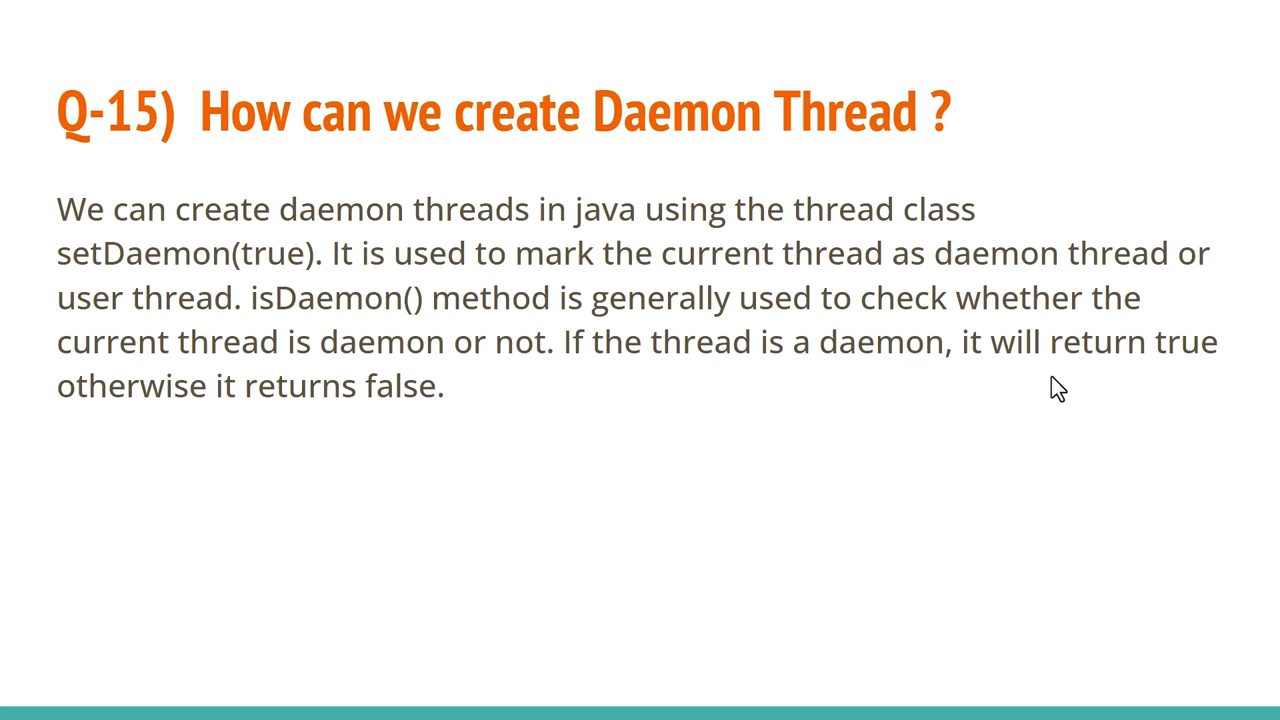 Q-15) How can we create Daemon Thread ?
We can create daemon threads in java using the thread class
setDaemon(true). It is used to mark the current thread as daemon thread or
user thread. isDaemon() method is generally used to check whether the
current thread is daemon or not. If the thread is a daemon, it will return true
otherwise it returns false.